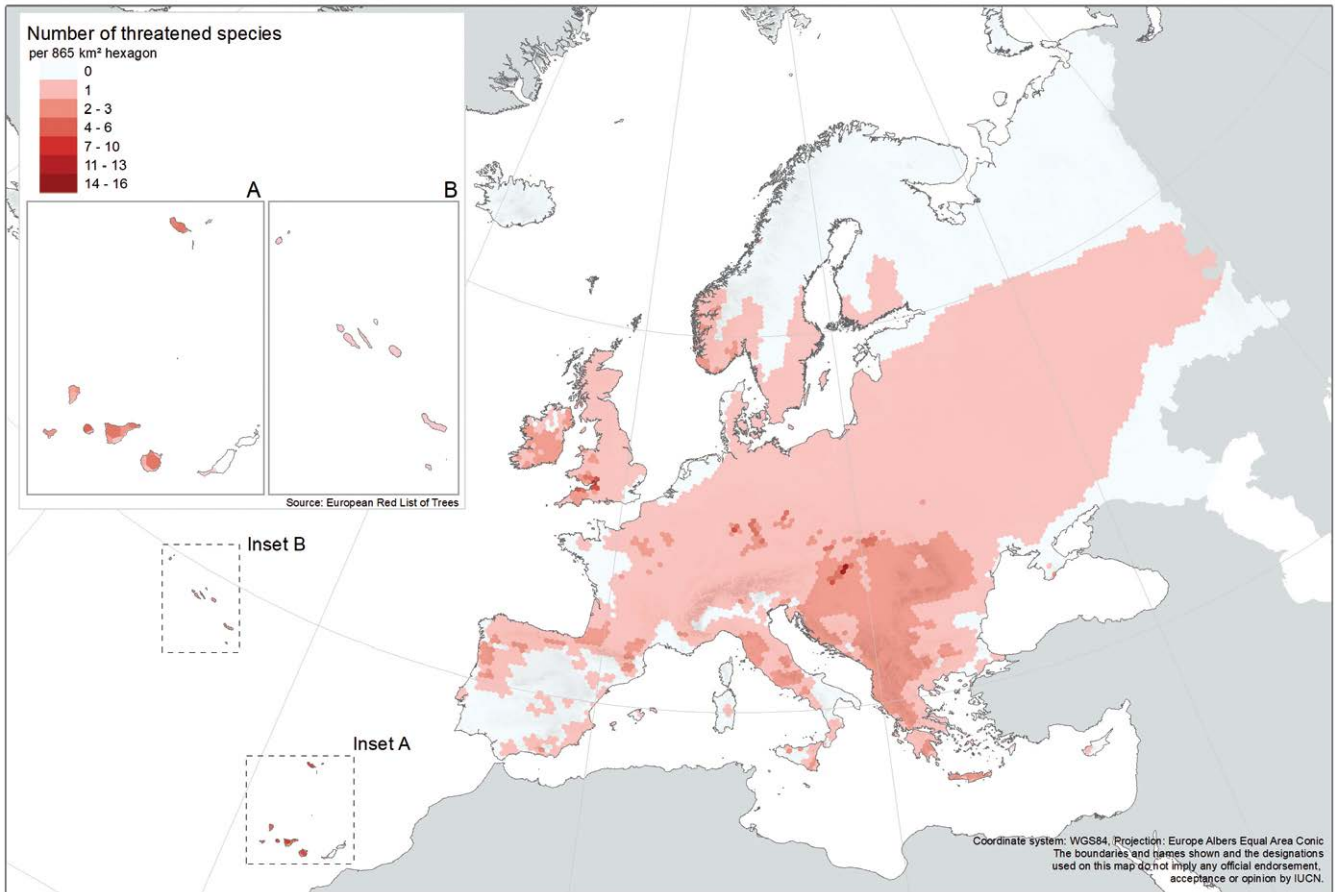 Number of threatened species
per 865 km² hexagon
0
1
2 - 3
4 - 6
7 - 10
11 - 13
14 - 16
A
B
Source: European Red List of Trees
Inset B
Inset A
Coordinate system: WGS84, Projection: Europe Albers Equal Area Conic
The boundaries and names shown and the designations
used on this map do not imply any official endorsement,
acceptance or opinion by IUCN.